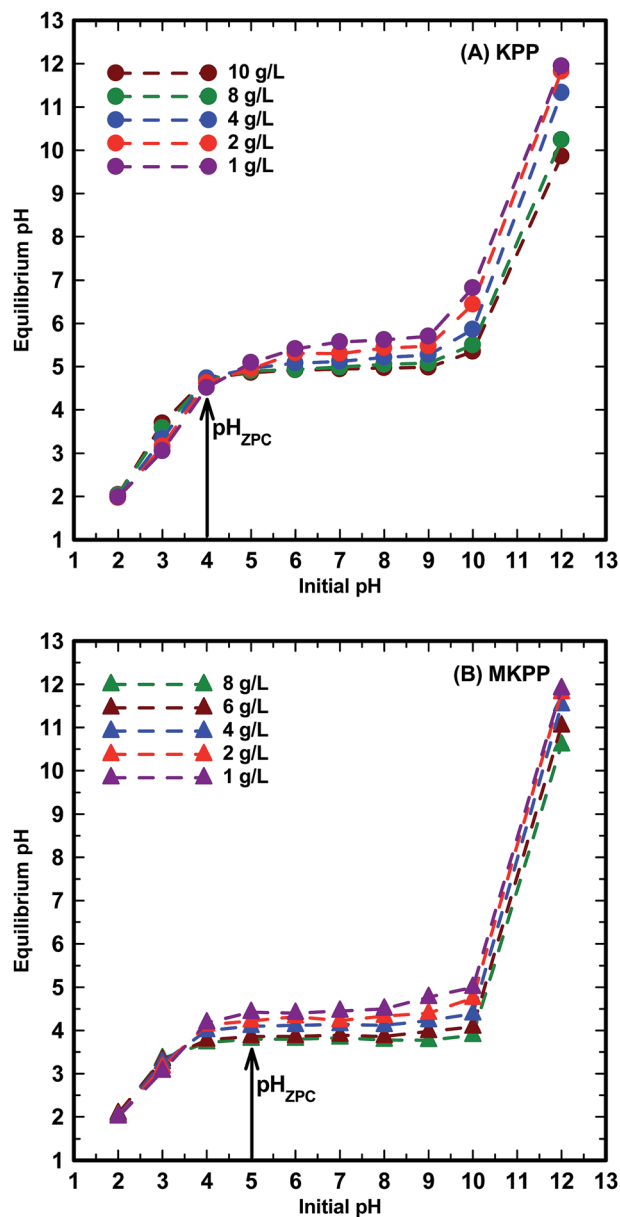 13
12
11
10
9
8
7
6
5
4
3
2
1
Equilibrium pH
(A) KPP
10 g/L
8 g/L
4 g/L
2 g/L
1 g/L
pHZPC
1 2 3 4 5 6 7 8 9 10 11 12 13
Initial pH
13
12
11
10
9
8
7
6
5
4
3
2
1
Equilibrium pH
(B) MKPP
8 g/L
6 g/L
4 g/L
2 g/L
1 g/L
pHZPC
1 2 3 4 5 6 7 8 9 10 11 12 13
Initial pH